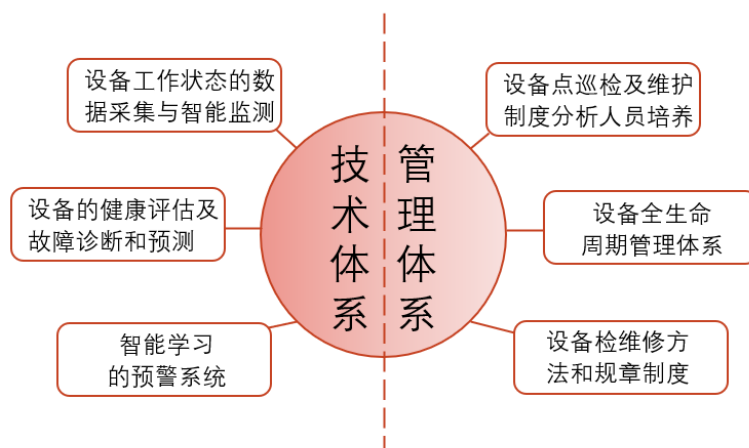 设备工作状态的数
据采集与智能监测
设备的健康评估及
故障诊断和预测
智能学习
的预警系统
技术体系
管理体系
设备点巡检及维护
制度分析人员培养
设备全生命
周期管理体系
设备检维修方
法和规章制度